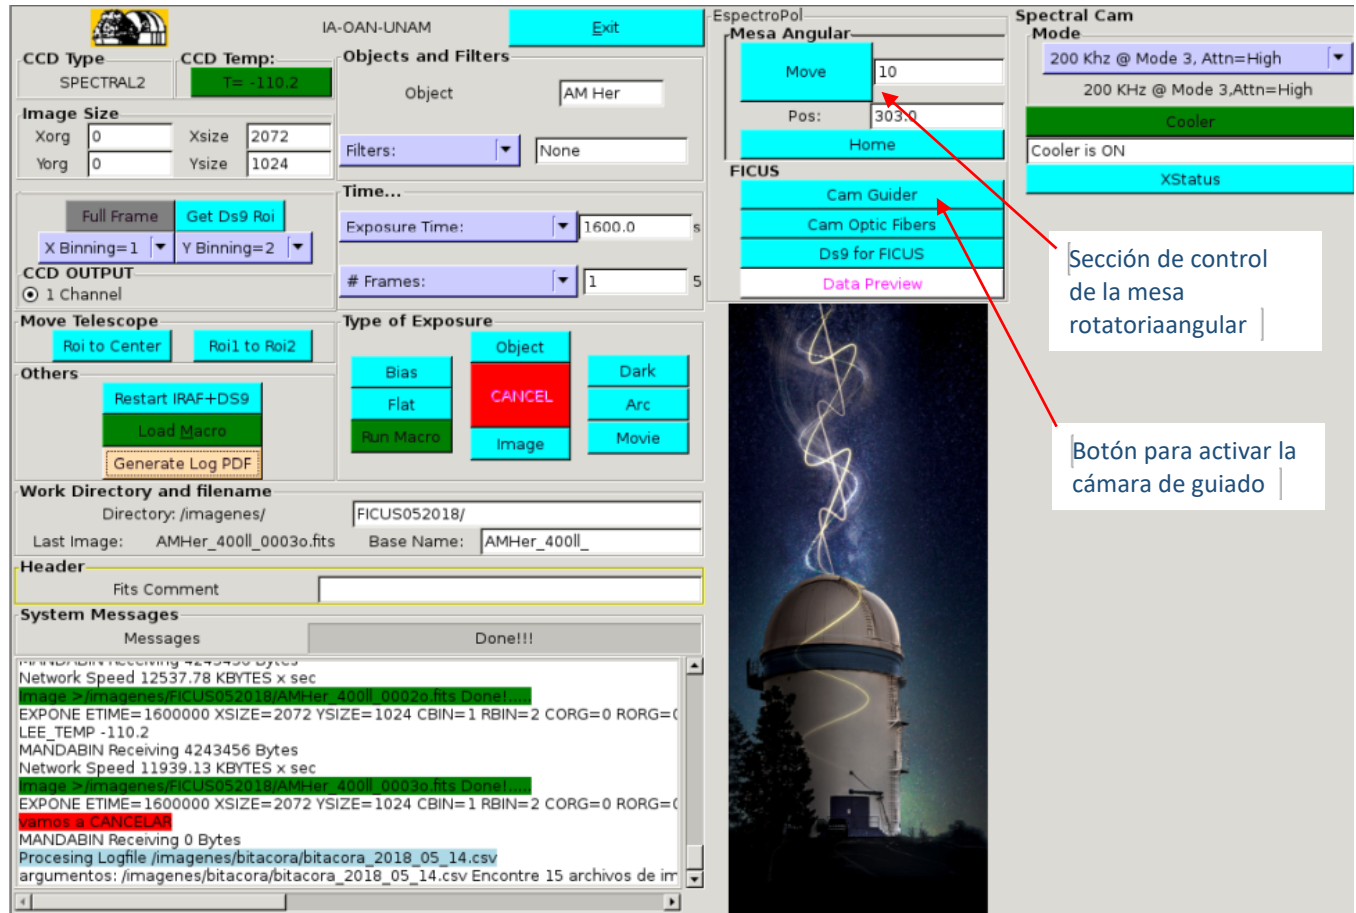 IA-OAN-UNAM
Exit
CCD Type
SPECTRAL2
CCD Temp:
T= -110.2
Image Size
Xorg 0 Xsize 2072
Yorg 0 Ysize 1024
Full Frame Get Ds9 Roi
X Binning=1 Y Binning=2
CCD OUTPUT
1 Channel
Move Telescope
Roi to Center Roi1 to Roi2
Others
Restart IRAF+DS9
Load Macro
Generate Log PDF
Objects and Filters
Object AM Her
Filters: None
Time...
Exposure Time: 1600.0 s
# Frames: 1 5
Type of Exposure
Object
Bias Dark
CANCEL
Flat Arc
Run Macro Image Movie
Work Directory and filename
Directory: /imagenes/ FICUS052018/
Last Image: AMHer_400ll_0003o.fits Base Name: AMHer_400ll_
Header
Fits Comment
System Messages
Messages Done!!!
MANDABIN Receiving 4243456 Bytes
Network Speed 12537.78 KBYTES x sec
Image >/imagenes/FICUS052018/AMHer_400ll_0002o.fits Done!.....
EXPONE ETIME=1600000 XSIZE=2072 YSIZE=1024 CBIN=1 RBIN=2 CORG=0 RORG=
LEE_TEMP -110.2
MANDABIN Receiving 4243456 Bytes
Network Speed 11939.13 KBYTES x sec
Image >/imagenes/FICUS052018/AMHer_400ll_0003o.fits Done!.....
EXPONE ETIME=1600000 XSIZE=2072 YSIZE=1024 CBIN=1 RBIN=2 CORG=0 RORG=
vamos a CANCELAR
MANDABIN Receiving 0 Bytes
Procesing Logfile /imagenes/bitacora/bitacora_2018_05_14.csv
argumentos: /imagenes/bitacora/bitacora_2018_05_14.csv Encontre 15 archivos de im
EspectroPol
Mesa Angular
Move 10
Pos: 303.0
Home
FICUS
Cam Guider
Cam Optic Fibers
Ds9 for FICUS
Data Preview
Spectral Cam
Mode
200 Khz @ Mode 3, Attn=High
200 KHz @ Mode 3,Attn=High
Cooler
Cooler is ON
XStatus
Sección de control
de la mesa
rotatoriaangular
Botón para activar la
cámara de guiado